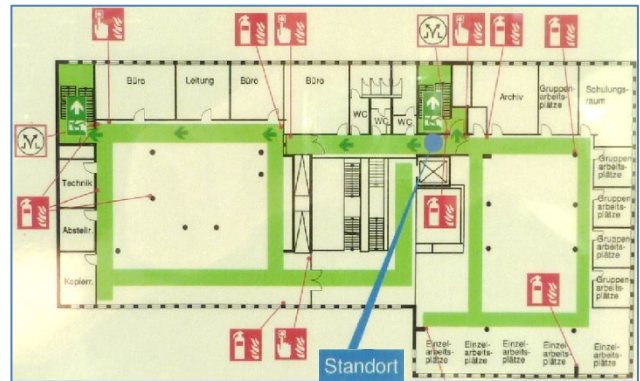 Büro
Leitung
Büro
Büro
WC
WC
WC
Archiv
Gruppen
arbeits-
plätze
Schulungs-
raum
Gruppen
arbeits-
plätze
Gruppen
arbeits-
plätze
Gruppen
arbeits-
plätze
Gruppen
arbeits-
plätze
Technik
Abstellr.
Kopierr.
Einzel
arbeits-
plätze
Einzel
arbeits-
plätze
Einzel
arbeits-
plätze
Einzel
arbeits-
plätze
Einzel
arbeits-
plätze
Standort